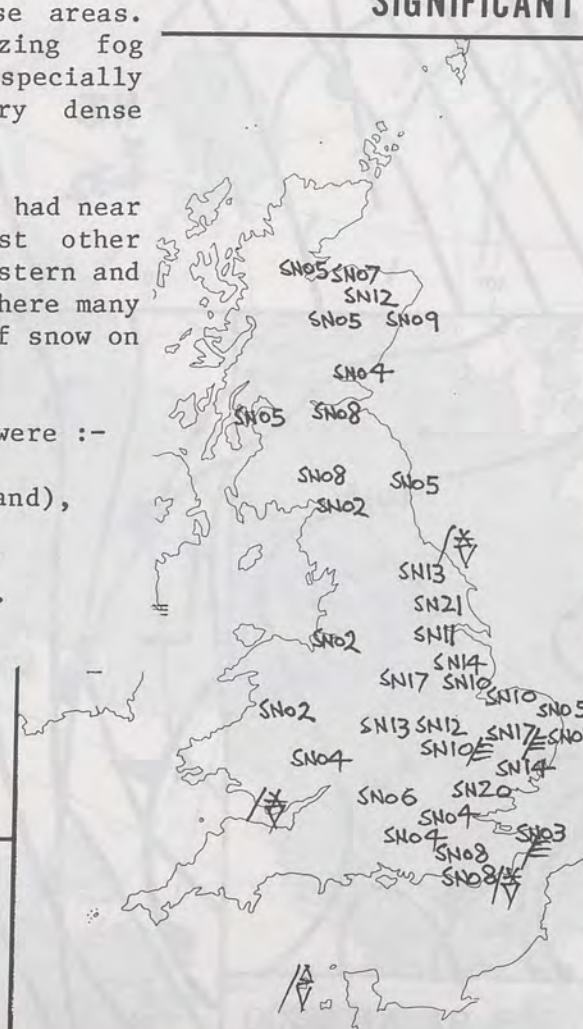 SIGNIFICANT
se areas.
zing fog
specially
ry dense
had near
st other
stern and
here many
f snow on
were :-
and),
SN05 SN07
SN12
SN05 SN09
SN04
SN05 SN08
SN08 SN05
SN02
SN13
SN21
SN02 SN11
SN14
SN17 SN10
SN10
SN02 SN05
SN13 SN12 SN17
SN10
SN04 SN14
SN06 SN20
SN04
SN04 SN03
SN08
SN08